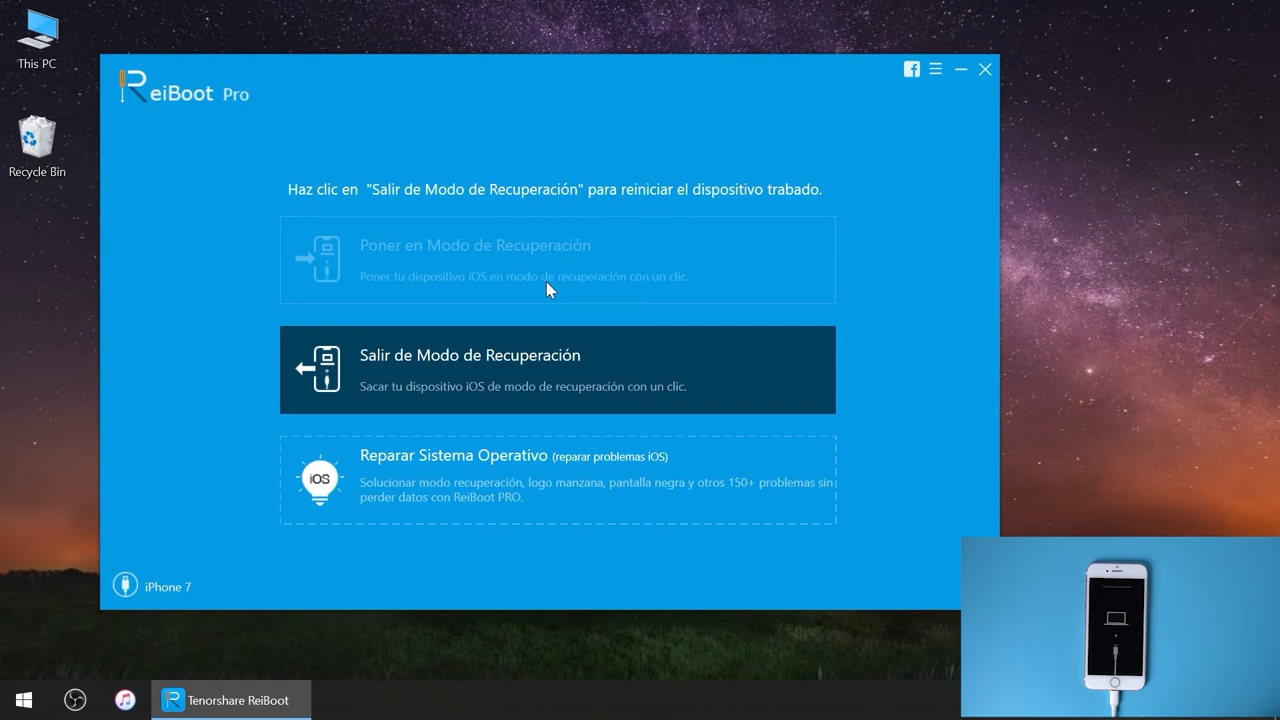 This PC
Recycle Bin
ReiBoot Pro
Haz clic en "Salir de Modo de Recuperación" para reiniciar el dispositivo trabado.
Poner en Modo de Recuperación
Poner tu dispositivo iOS en modo de recuperación con un clic.
Salir de Modo de Recuperación
Sacar tu dispositivo iOS de modo de recuperación con un clic.
iOS
Reparar Sistema Operativo (reparar problemas iOS)
Solucionar modo recuperación, logo manzana, pantalla negra y otros 150+ problemas sin
perder datos con ReiBoot PRO.
iPhone 7
Tenorshare ReiBoot